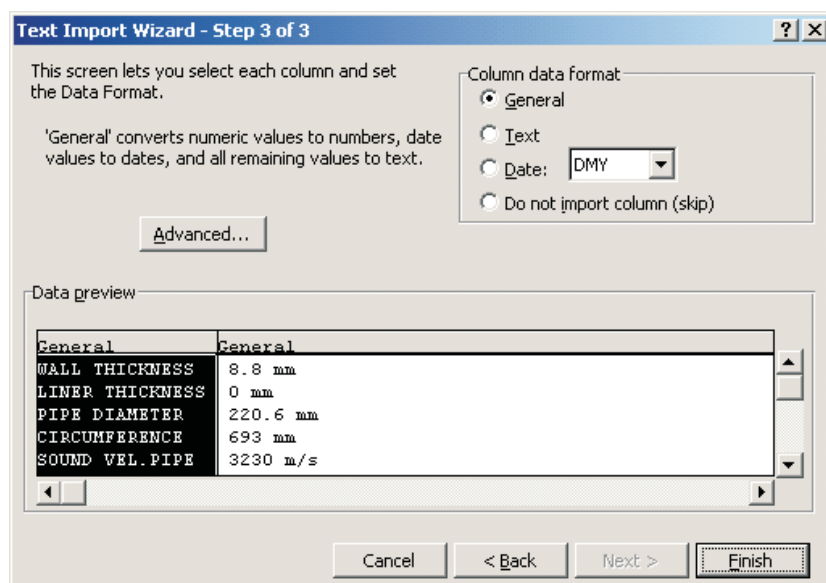 Text Import Wizard - Step 3 of 3
This screen lets you select each column and set
the Data Format.
'General' converts numeric values to numbers, date
values to dates, and all remaining values to text.
Advanced...
Column data format
General
Text
Date: DMY
Do not import column (skip)
Data preview
General General
WALL THICKNESS 8.8 mm
LINER THICKNESS 0 mm
PIPE DIAMETER 220.6 mm
CIRCUMFERENCE 693 mm
SOUND VEL.PIPE 3230 m/s
Cancel < Back Next > Finish